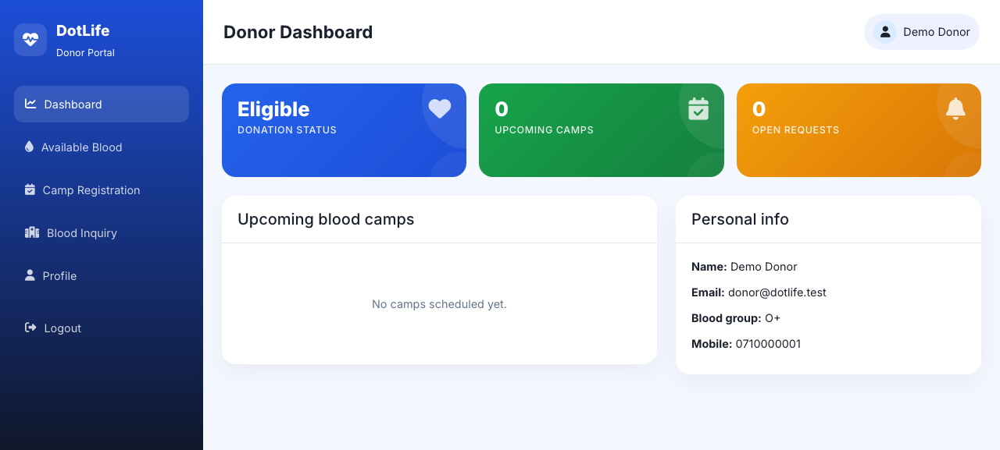 DotLife
Donor Portal
Dashboard
Available Blood
Camp Registration
Blood Inquiry
Profile
Logout
Donor Dashboard
Demo Donor
Eligible
DONATION STATUS
0
UPCOMING CAMPS
0
OPEN REQUESTS
Upcoming blood camps
No camps scheduled yet.
Personal info
Name: Demo Donor
Email: donor@dotlife.test
Blood group: O+
Mobile: 0710000001